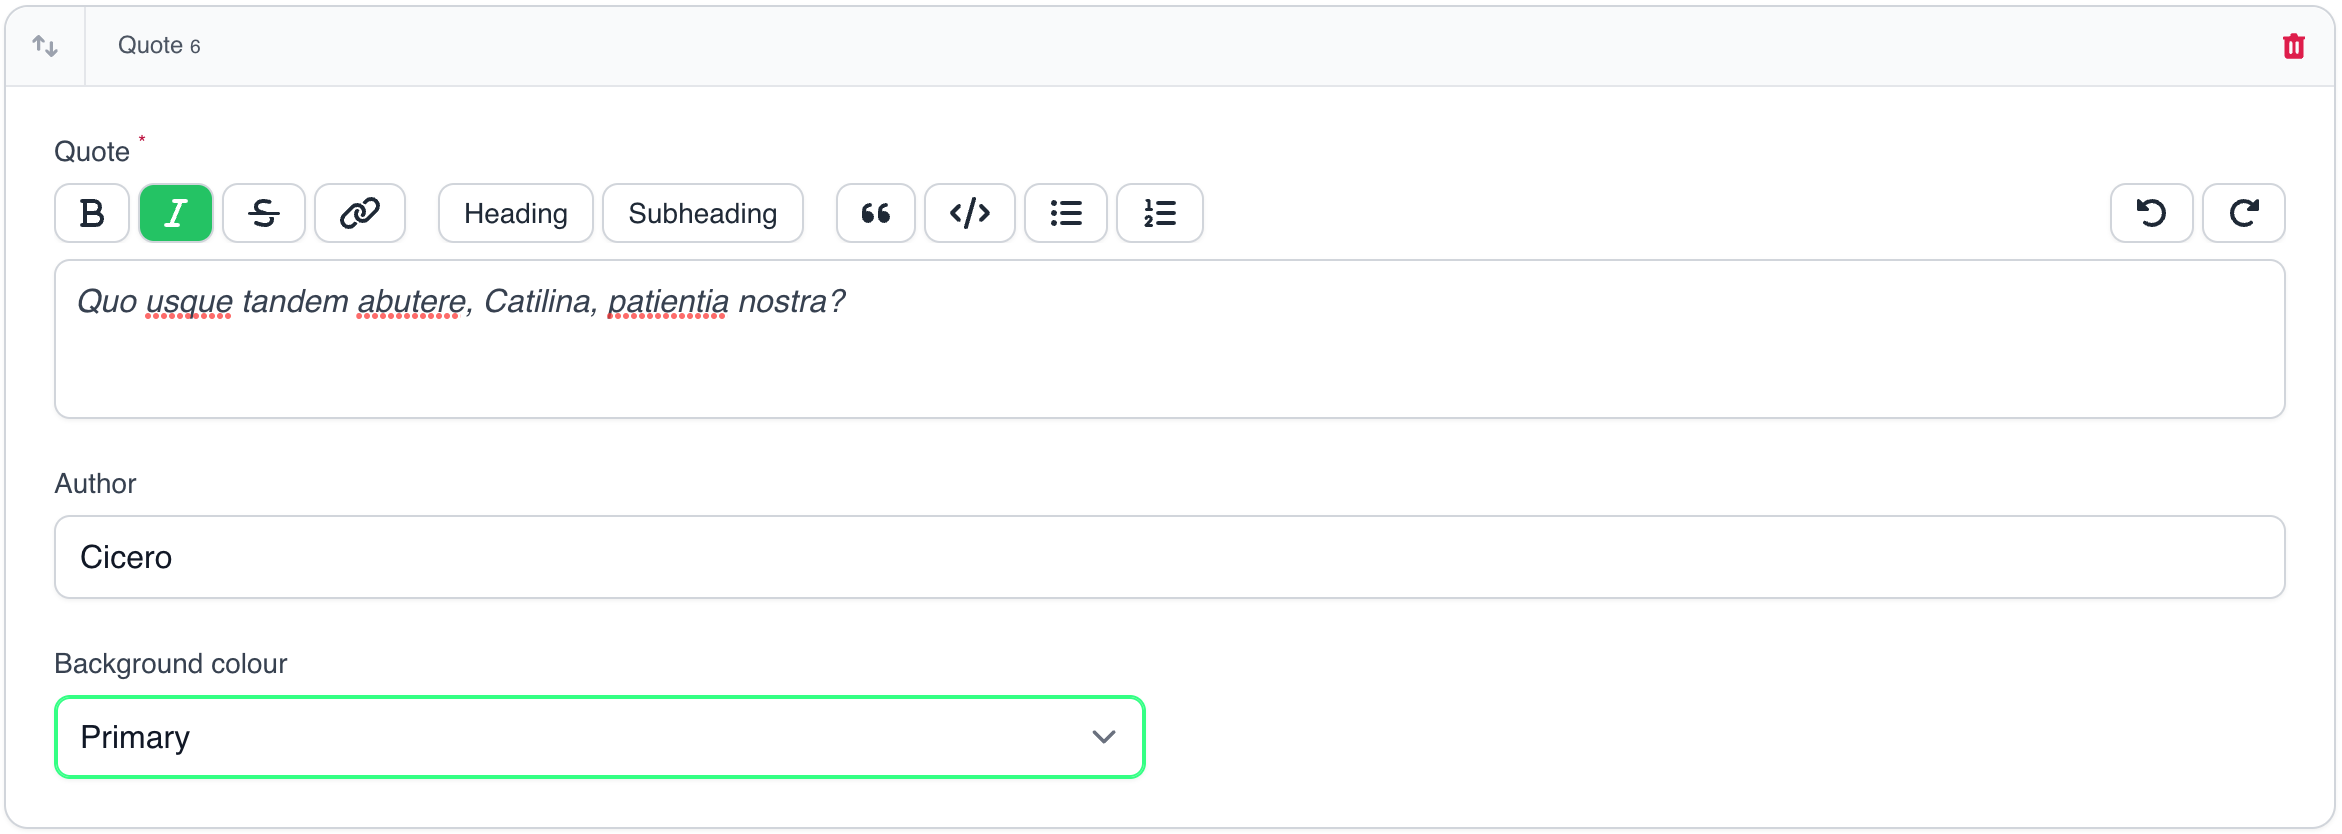 Quote 6
Quote *
Heading Subheading
Quo usque tandem abutere, Catilina, patientia nostra?
Author
Cicero
Background colour
Primary